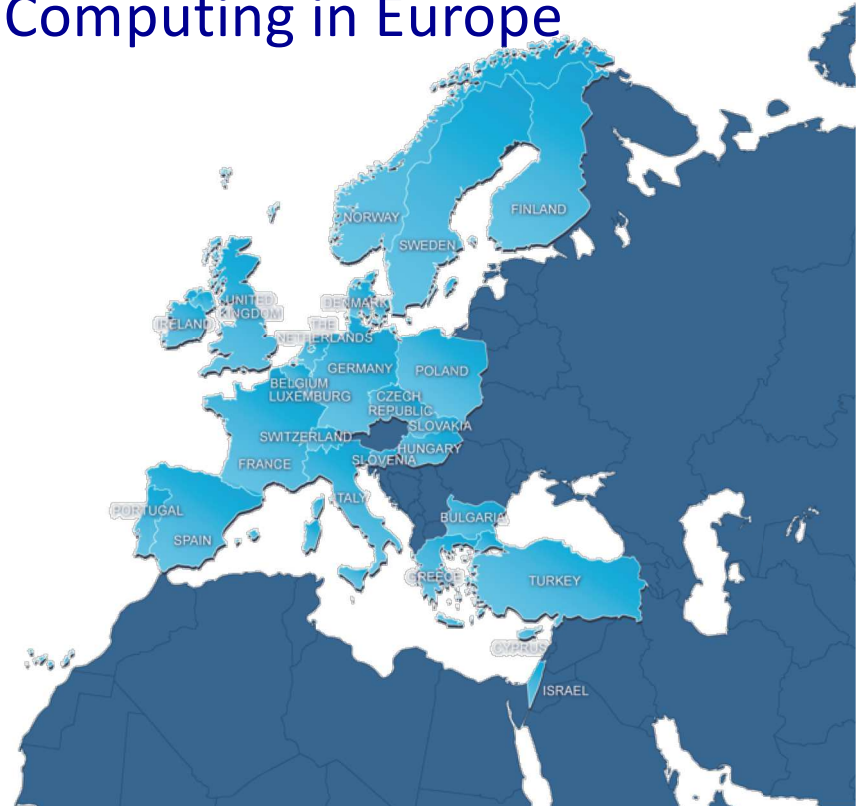 Computing in Europe
NORWAY
FINLAND
SWEDEN
UNITED
KINGDOM
DENMARK
IRELAND
THE
NETHERLANDS
GERMANY
POLAND
BELGIUM
LUXEMBURG
CZECH
REPUBLIC
SLOVAKIA
SWITZERLAND
HUNGARY
SLOVENIA
FRANCE
ITALY
PORTUGAL
BULGARIA
SPAIN
GREECE
TURKEY
CYPRUS
ISRAEL